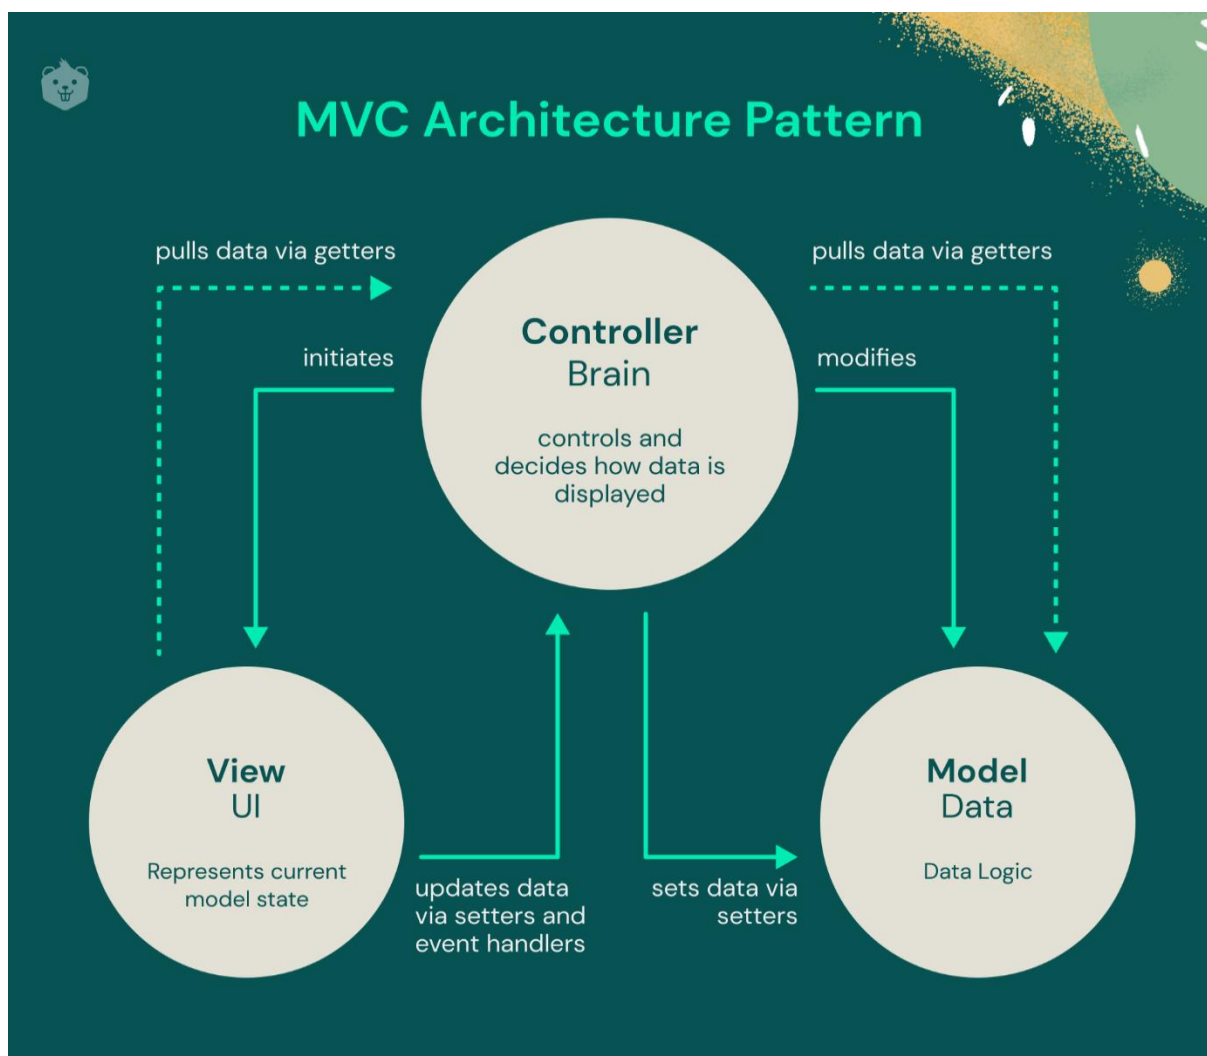 MVC Architecture Pattern
pulls data via getters
pulls data via getters
initiates
modifies
Controller
Brain
controls and
decides how data is
displayed
View
UI
Represents current
model state
Model
Data
Data Logic
updates data
via setters and
event handlers
sets data via
setters